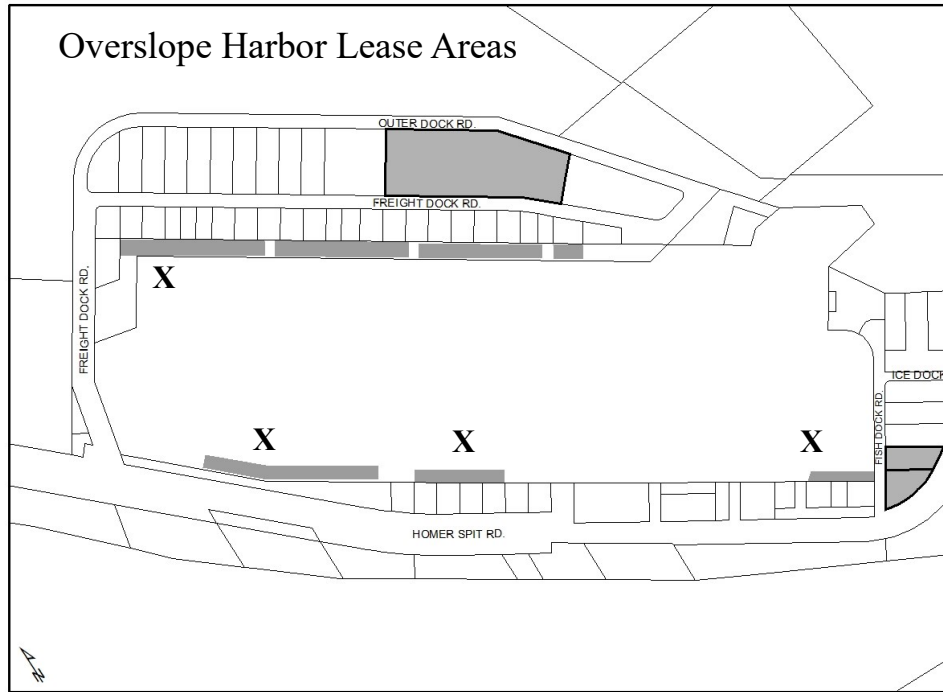 Overslope Harbor Lease Areas
OUTER DOCK RD.
FREIGHT DOCK RD.
X
FREIGHT DOCK RD.
ICE DOCK
FISH DOCK RD.
X
X
X
HOMER SPIT RD.
N